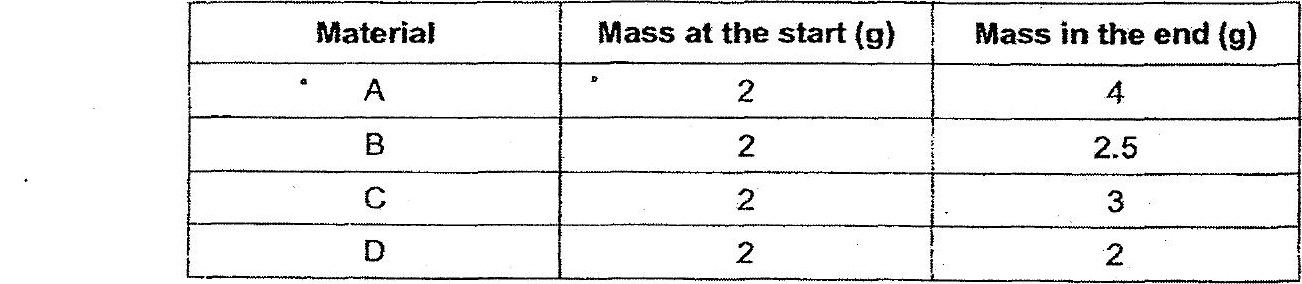 Material Mass at the start (g) Mass in the end (g)
A 2 4
B 2 2.5
C 2 3
D 2 2